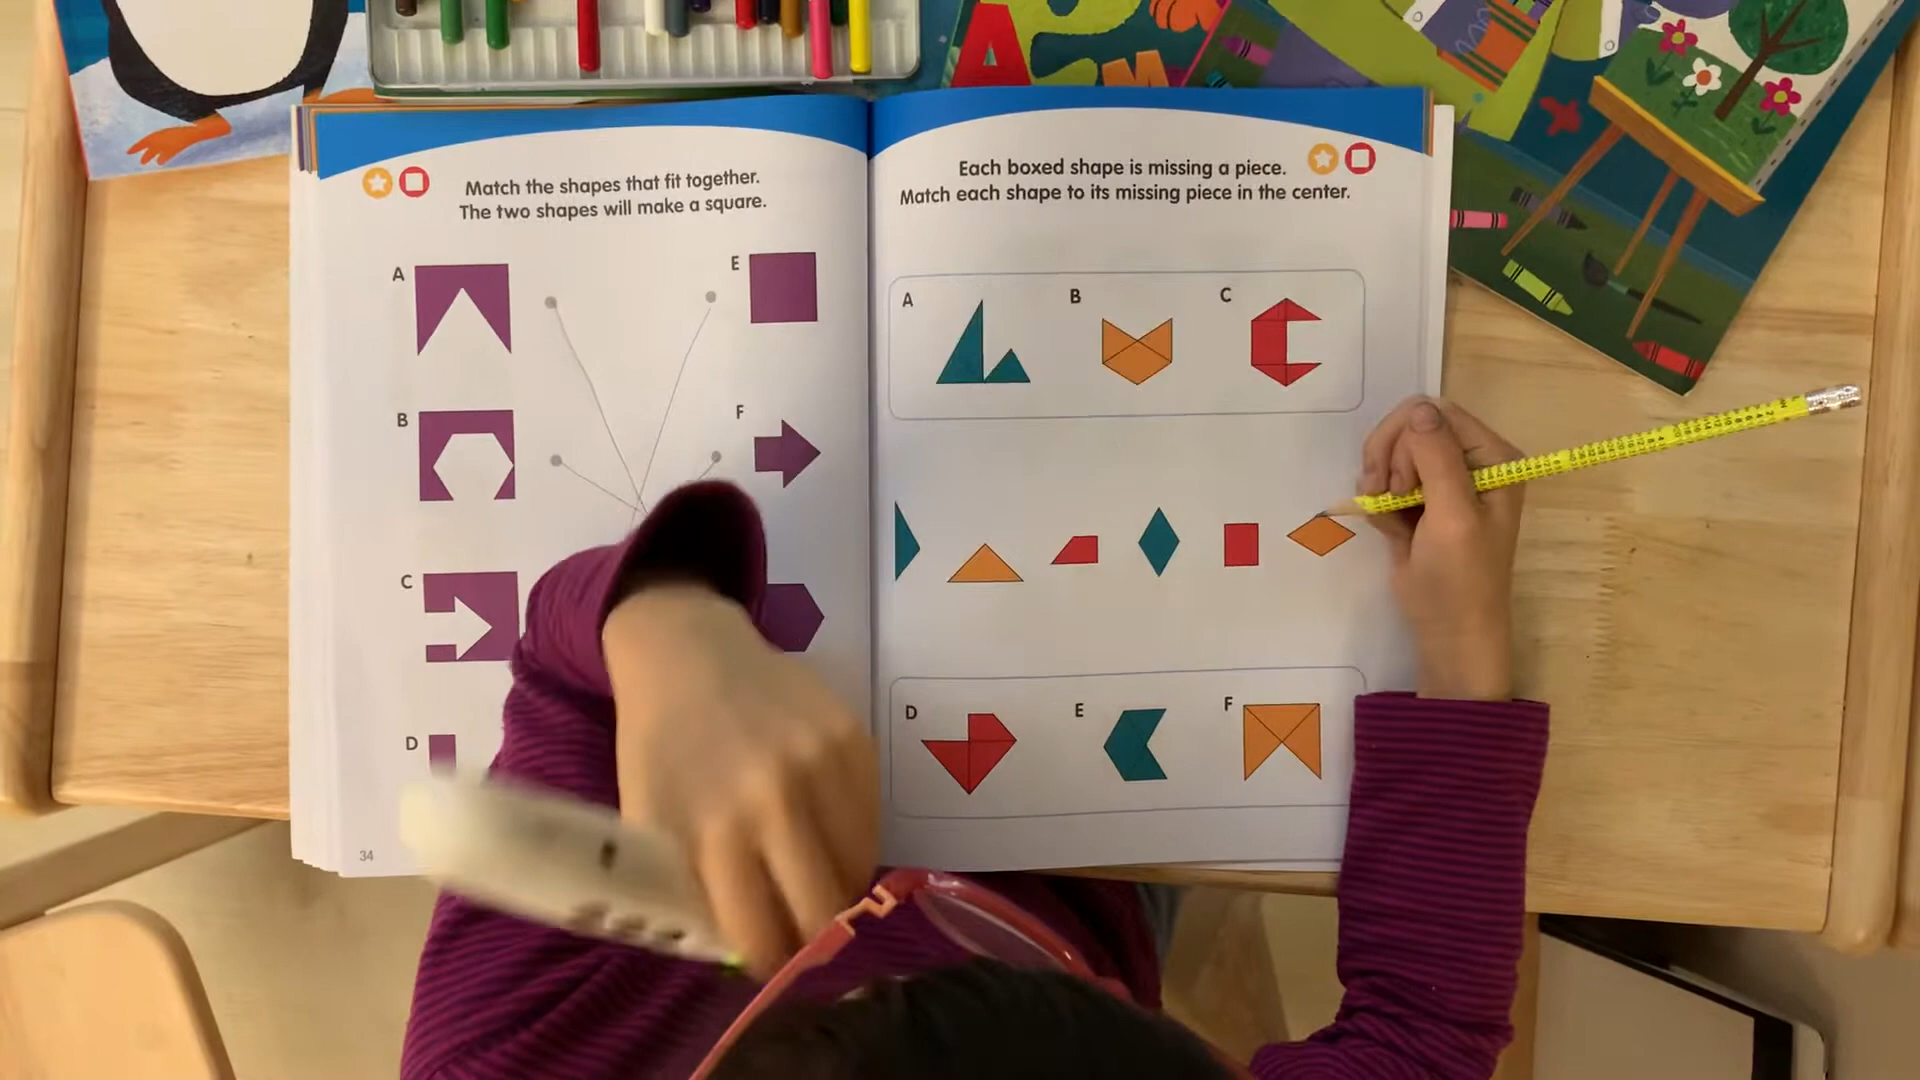 Match the shapes that fit together.
The two shapes will make a square.
A
E
B
F
C
D
34
Each boxed shape is missing a piece.
Match each shape to its missing piece in the center.
A
B
C
D
E
F
A
M